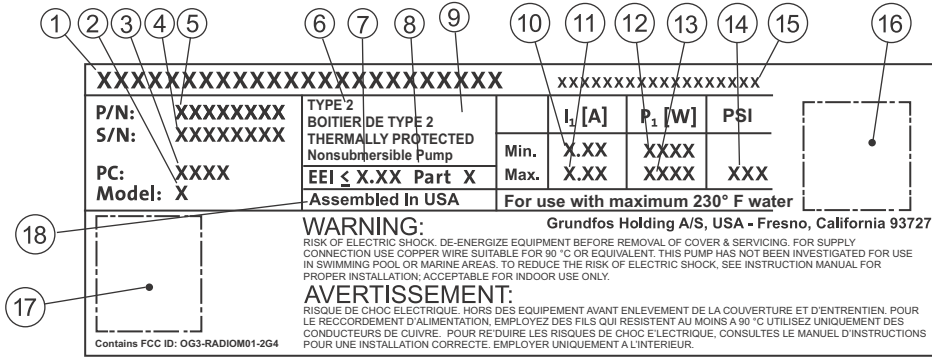 1 2 3 4 5 6 7 8 9 10 11 12 13 14 15 16
XXXXXXXXXXXXXXXXXXXXXXXX XXXXXXXXXXXXXXXXXX
P/N: XXXXXXXX
S/N: XXXXXXXX
PC: XXXX
Model: X
TYPE 2
BOITIER DE TYPE 2
THERMALLY PROTECTED
Nonsubmersible Pump
EEI ≤ X.XX Part X
Assembled In USA
I1 [A] P1 [W] PSI
Min. X.XX XXXX
Max. X.XX XXXX XXX
For use with maximum 230° F water
18
17
Grundfos Holding A/S, USA - Fresno, California 93727
WARNING:
RISK OF ELECTRIC SHOCK. DE-ENERGIZE EQUIPMENT BEFORE REMOVAL OF COVER & SERVICING. FOR SUPPLY
CONNECTION USE COPPER WIRE SUITABLE FOR 90 °C OR EQUIVALENT. THIS PUMP HAS NOT BEEN INVESTIGATED FOR USE
IN SWIMMING POOL OR MARINE AREAS. TO REDUCE THE RISK OF ELECTRIC SHOCK, SEE INSTRUCTION MANUAL FOR
PROPER INSTALLATION; ACCEPTABLE FOR INDOOR USE ONLY.
AVERTISSEMENT:
RISQUE DE CHOC ELECTRIQUE. HORS DES EQUIPEMENT AVANT ENLEVEMENT DE LA COUVERTURE ET D'ENTRETIEN. POUR
LE RECCORDEMENT D'ALIMENTATION, EMPLOYEZ DES FILS QUI RESISTENT AU MOINS A 90 °C UTILISEZ UNIQUEMENT DES
CONDUCTEURS DE CUIVRE. POUR RE'DUIRE LES RISQUES DE CHOC E'LECTRIQUE, CONSULTES LE MANUEL D'INSTRUCTIONS
POUR UNE INSTALLATION CORRECTE. EMPLOYER UNIQUEMENT A L'INTERIEUR.
Contains FCC ID: OG3-RADIOM01-2G4